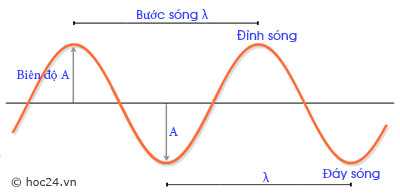 Bước sóng λ
Đỉnh sóng
Biên độ A
A
λ
Đáy sóng
© hoc24.vn